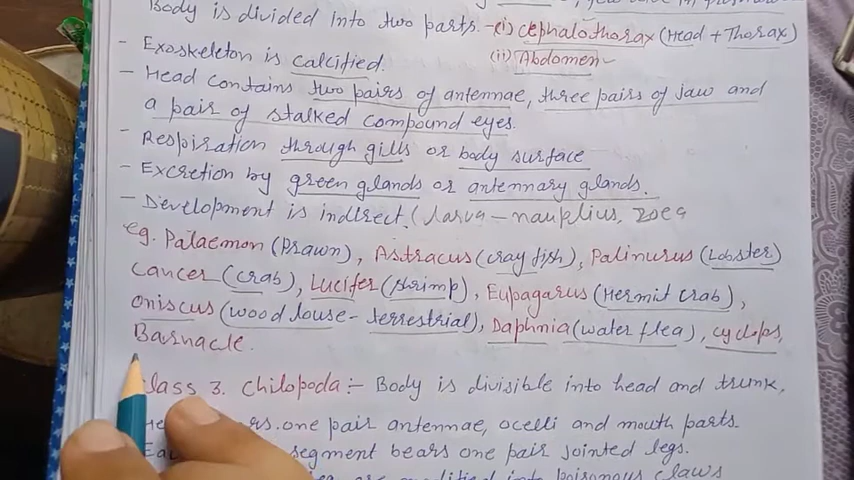 Body is divided into two parts - (i) Cephalothorax (Head + Thorax)
(ii) Abdomen
- Exoskeleton is calcified.
- Head contains two pairs of antennae, three pairs of jaw and
a pair of stalked compound eyes.
- Respiration through gills or body surface
- Excretion by green glands or antennary glands.
- Development is indirect. (larva - nauplius, zoea
eg. Palaemon (Prawn), Astracus (cray fish), Palinurus (Lobster)
Cancer (crab), Lucifer (shrimp), Eupagarus (Hermit crab),
Oniscus (wood louse - terrestrial), Daphnia (water flea), cyclops,
Barnacle.
Class 3. Chilopoda :- Body is divisible into head and trunk,
one pair antennae, ocelli and mouth parts.
segment bears one pair jointed legs.
modified into poisonous claws